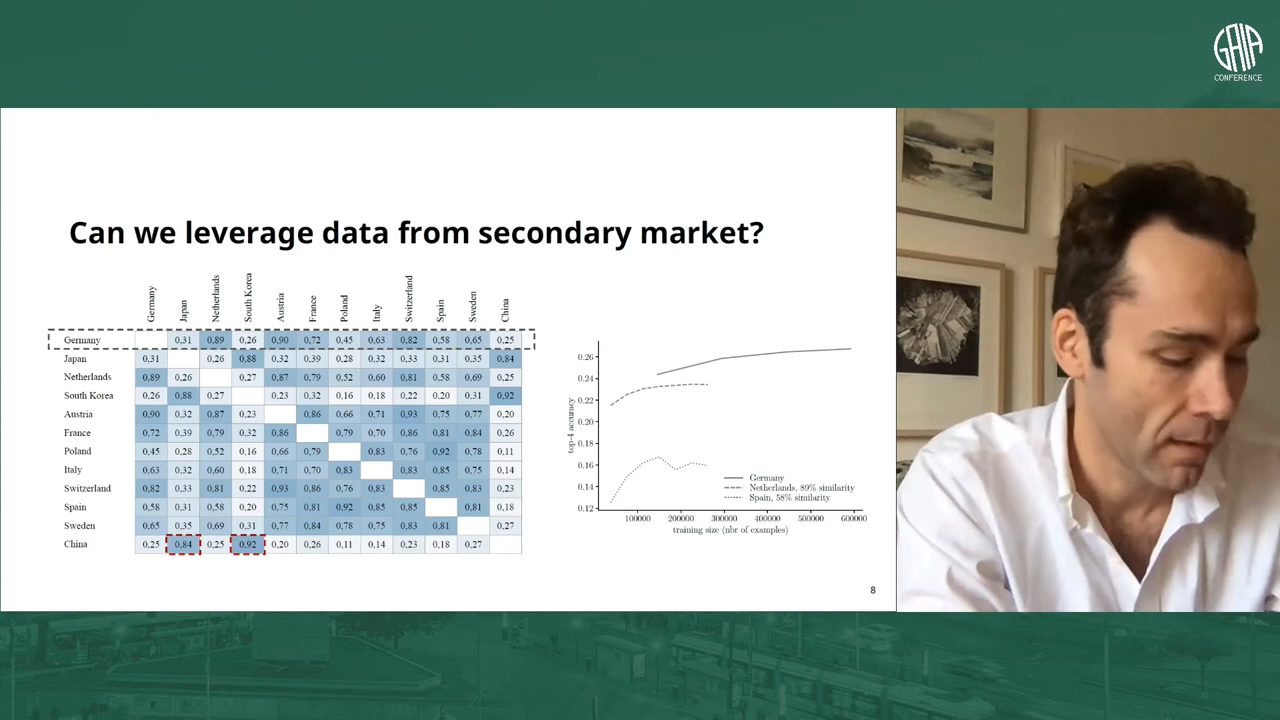 GAIA
CONFERENCE
Can we leverage data from secondary market?
Germany Japan Netherlands South Korea Austria France Poland Italy Switzerland Spain Sweden China
Germany 0,31 0,89 0,26 0,90 0,72 0,45 0,63 0,82 0,58 0,65 0,25
Japan 0,31 0,26 0,88 0,32 0,39 0,28 0,32 0,33 0,31 0,35 0,84
Netherlands 0,89 0,26 0,27 0,87 0,79 0,52 0,60 0,81 0,58 0,69 0,25
South Korea 0,26 0,88 0,27 0,23 0,32 0,16 0,18 0,22 0,20 0,31 0,92
Austria 0,90 0,32 0,87 0,23 0,86 0,66 0,71 0,93 0,75 0,77 0,20
France 0,72 0,39 0,79 0,32 0,86 0,79 0,70 0,86 0,81 0,84 0,26
Poland 0,45 0,28 0,52 0,16 0,66 0,79 0,83 0,76 0,92 0,78 0,11
Italy 0,63 0,32 0,60 0,18 0,71 0,70 0,83 0,83 0,85 0,75 0,14
Switzerland 0,82 0,33 0,81 0,22 0,93 0,86 0,76 0,83 0,85 0,83 0,23
Spain 0,58 0,31 0,58 0,20 0,75 0,81 0,92 0,85 0,85 0,81 0,18
Sweden 0,65 0,35 0,69 0,31 0,77 0,84 0,78 0,75 0,83 0,81 0,27
China 0,25 0,84 0,25 0,92 0,20 0,26 0,11 0,14 0,23 0,18 0,27
top-4 accuracy
0.26
0.24
0.22
0.20
0.18
0.16
0.14
0.12
Germany
Netherlands, 89% similarity
Spain, 58% similarity
100000 200000 300000 400000 500000 600000
training size (nbr of examples)
8